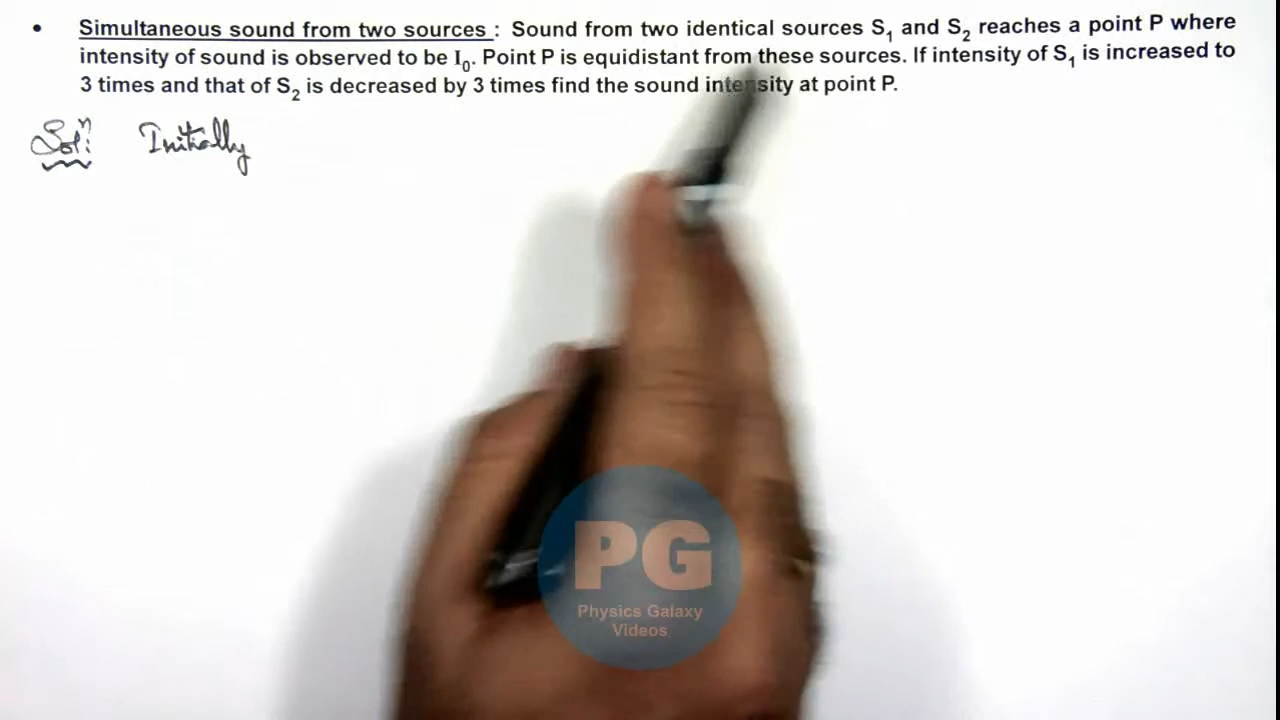 • Simultaneous sound from two sources : Sound from two identical sources S₁ and S₂ reaches a point P where
intensity of sound is observed to be I₀. Point P is equidistant from these sources. If intensity of S₁ is increased to
3 times and that of S₂ is decreased by 3 times find the sound intensity at point P.
Solⁿ: Initially
PG
Physics Galaxy
Videos